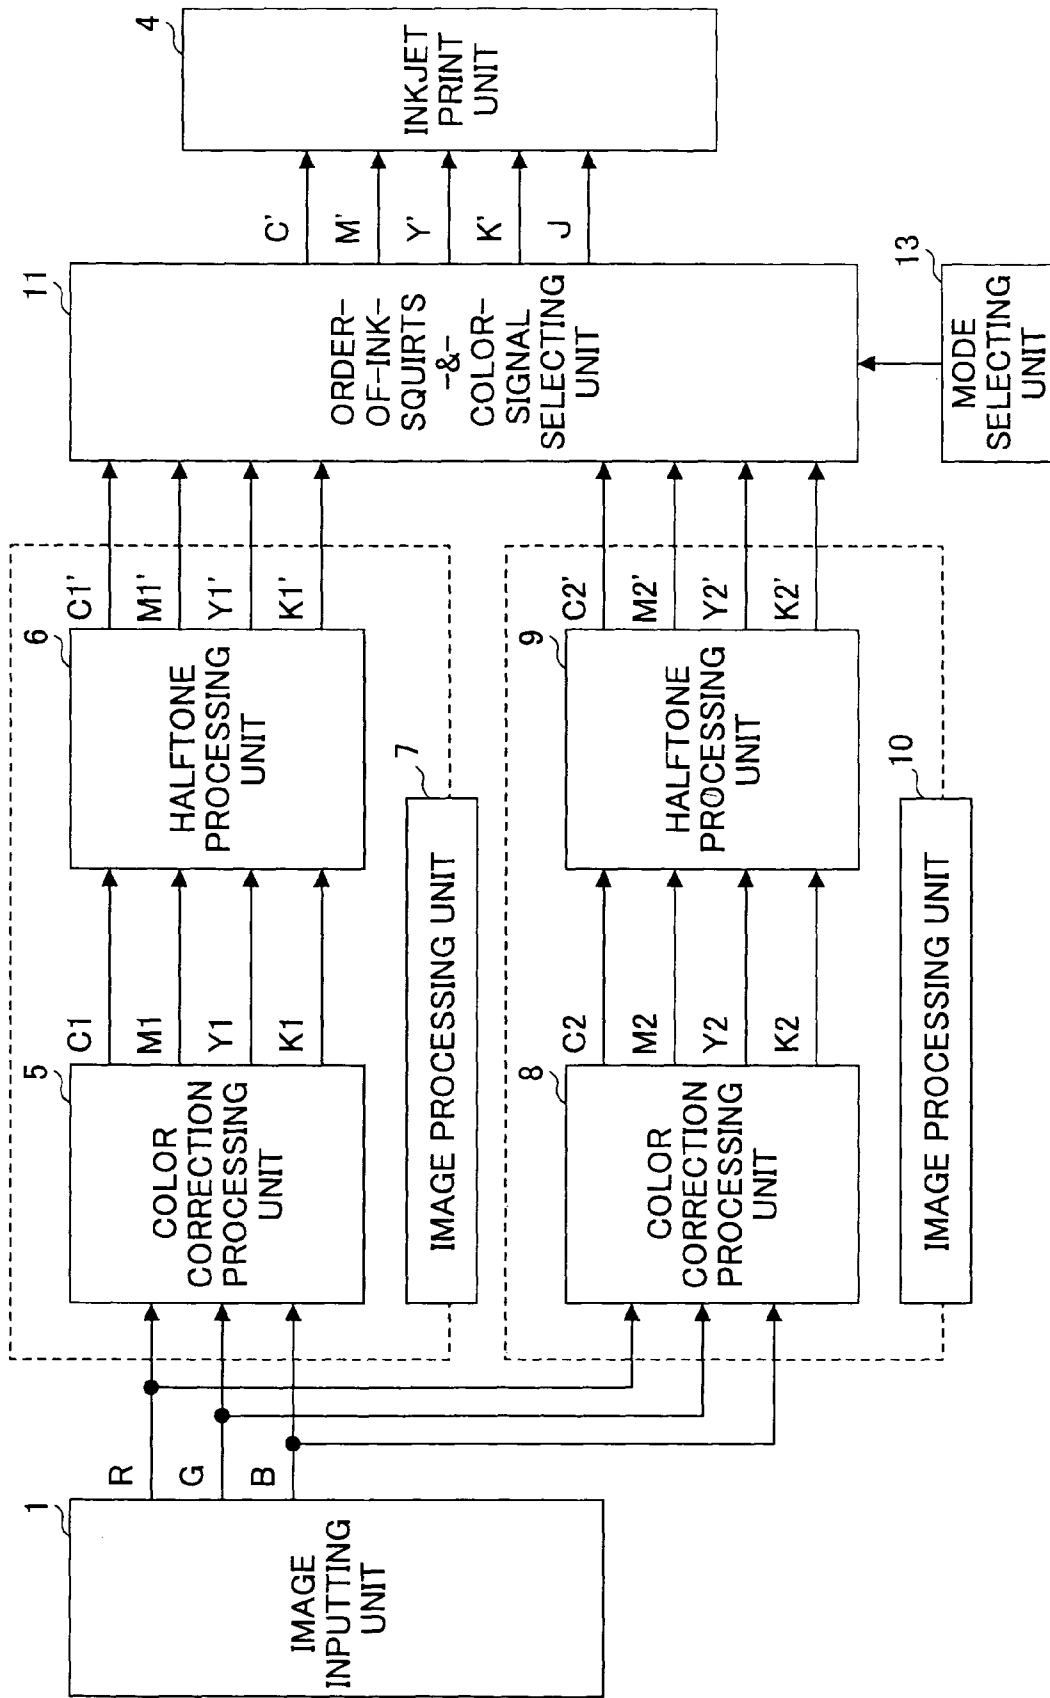 1
IMAGE
INPUTTING
UNIT
R
G
B
5
COLOR
CORRECTION
PROCESSING
UNIT
C1
M1
Y1
K1
6
HALFTONE
PROCESSING
UNIT
C1'
M1'
Y1'
K1'
7
IMAGE PROCESSING UNIT
8
COLOR
CORRECTION
PROCESSING
UNIT
C2
M2
Y2
K2
9
HALFTONE
PROCESSING
UNIT
C2'
M2'
Y2'
K2'
10
IMAGE PROCESSING UNIT
11
ORDER-
OF-INK-
SQUIRTS
-&-
COLOR-
SIGNAL
SELECTING
UNIT
13
MODE
SELECTING
UNIT
C'
M'
Y'
K'
J
4
INKJET
PRINT
UNIT